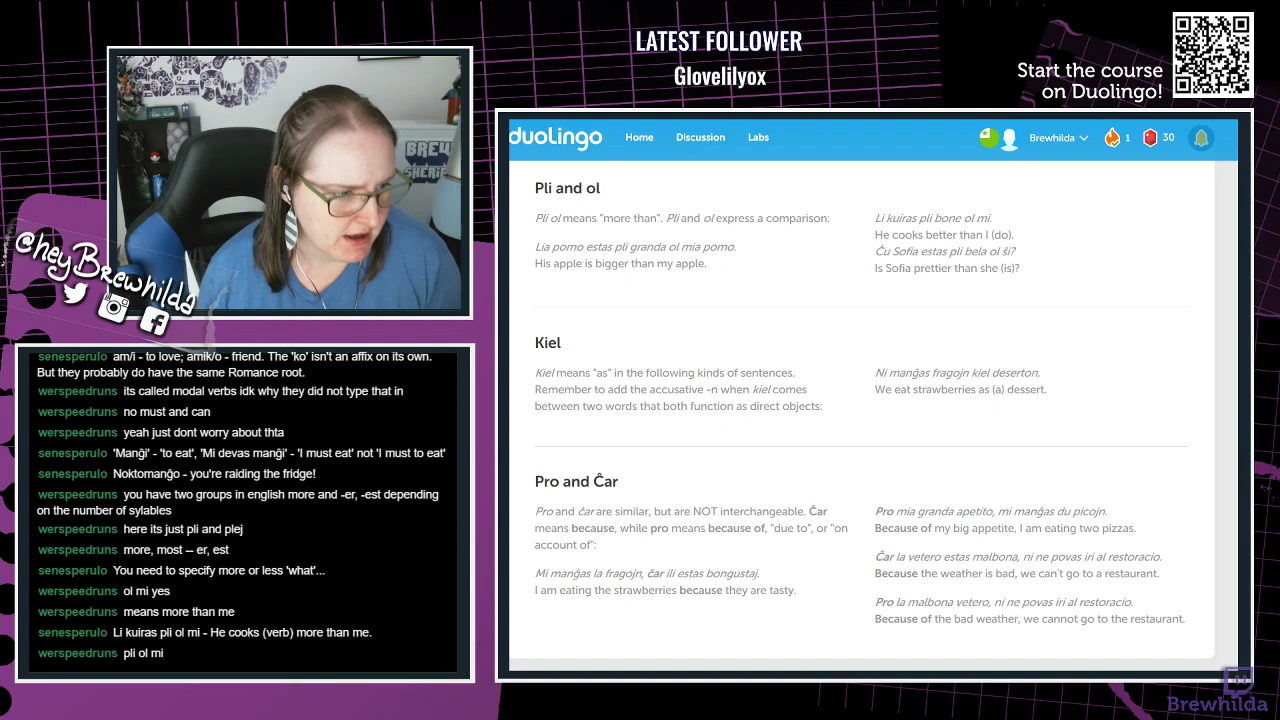 LATEST FOLLOWER
Glovelilyox
Start the course
on Duolingo!
@heyBrewhilda
BREW
SHERIE
duolingo
Home
Discussion
Labs
Brewhilda
1
30
Pli and ol
Pli ol means "more than". Pli and ol express a comparison:
Lia pomo estas pli granda ol mia pomo.
His apple is bigger than my apple.
Li kuiras pli bone ol mi.
He cooks better than I (do).
Ĉu Sofia estas pli bela ol ŝi?
Is Sofia prettier than she (is)?
Kiel
Kiel means "as" in the following kinds of sentences.
Remember to add the accusative -n when kiel comes
between two words that both function as direct objects:
Ni manĝas fragojn kiel deserton.
We eat strawberries as (a) dessert.
Pro and Ĉar
Pro and ĉar are similar, but are NOT interchangeable. Ĉar
means because, while pro means because of, "due to", or "on
account of":
Mi manĝas la fragojn, ĉar ili estas bongustaj.
I am eating the strawberries because they are tasty.
Pro mia granda apetito, mi manĝas du picojn.
Because of my big appetite, I am eating two pizzas.
Ĉar la vetero estas malbona, ni ne povas iri al restoracio.
Because the weather is bad, we can't go to a restaurant.
Pro la malbona vetero, ni ne povas iri al restoracio.
Because of the bad weather, we cannot go to the restaurant.
senesperulo am/i - to love; amik/o - friend. The 'ko' isn't an affix on its own.
But they probably do have the same Romance root.
werspeedruns its called modal verbs idk why they did not type that in
werspeedruns no must and can
werspeedruns yeah just dont worry about thta
senesperulo 'Manĝi' - 'to eat', 'Mi devas manĝi' - 'I must eat' not 'I must to eat'
senesperulo Noktomanĝo - you're raiding the fridge!
werspeedruns you have two groups in english more and -er, -est depending
on the number of sylables
werspeedruns here its just pli and plej
werspeedruns more, most -- er, est
senesperulo You need to specify more or less 'what'...
werspeedruns ol mi yes
werspeedruns means more than me
senesperulo Li kuiras pli ol mi - He cooks (verb) more than me.
werspeedruns pli ol mi
Brewhilda